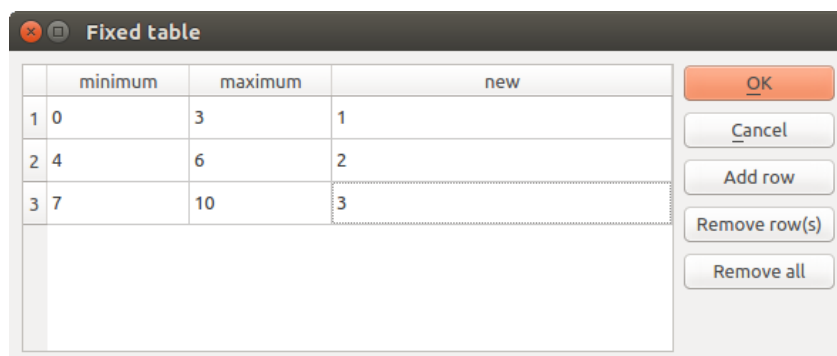 Fixed table
minimum maximum new
1 0 3 1
2 4 6 2
3 7 10 3
OK
Cancel
Add row
Remove row(s)
Remove all